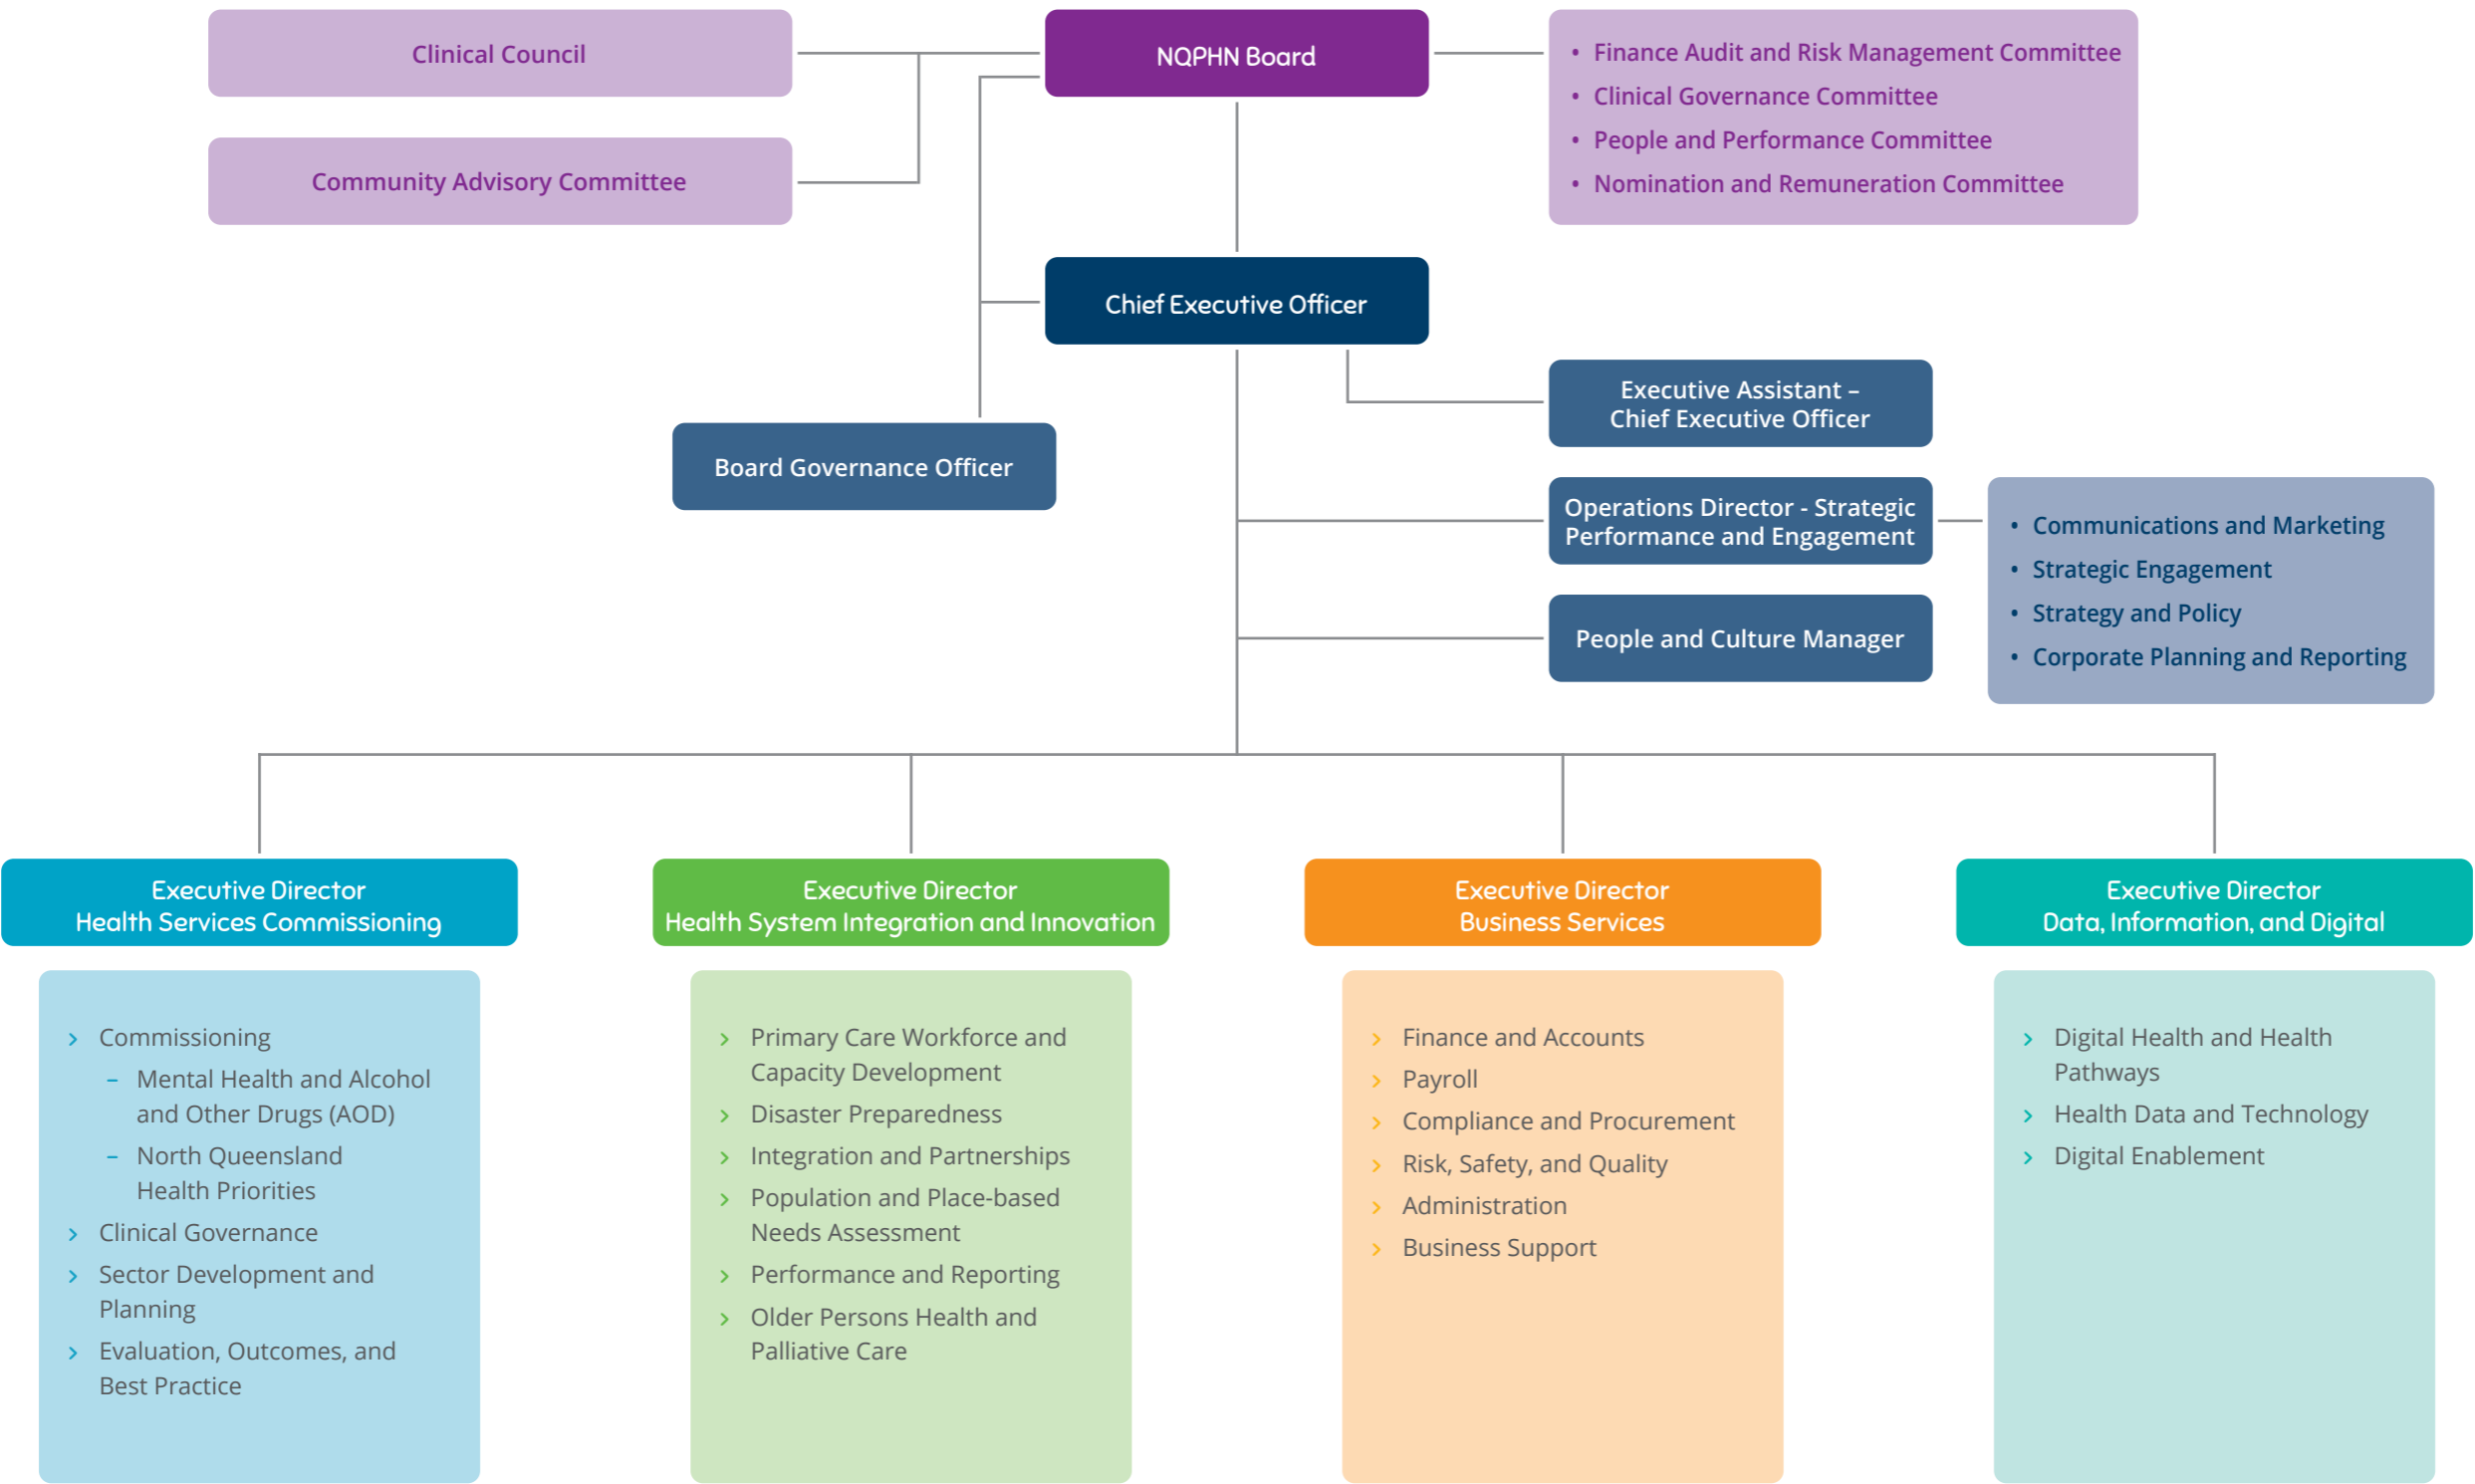 Clinical Council
NQPHN Board
• Finance Audit and Risk Management Committee
• Clinical Governance Committee
• People and Performance Committee
• Nomination and Remuneration Committee
Community Advisory Committee
Chief Executive Officer
Executive Assistant –
Chief Executive Officer
Board Governance Officer
Operations Director - Strategic
Performance and Engagement
• Communications and Marketing
• Strategic Engagement
• Strategy and Policy
• Corporate Planning and Reporting
People and Culture Manager
Executive Director
Health Services Commissioning
› Commissioning
– Mental Health and Alcohol
and Other Drugs (AOD)
– North Queensland
Health Priorities
› Clinical Governance
› Sector Development and
Planning
› Evaluation, Outcomes, and
Best Practice
Executive Director
Health System Integration and Innovation
› Primary Care Workforce and
Capacity Development
› Disaster Preparedness
› Integration and Partnerships
› Population and Place-based
Needs Assessment
› Performance and Reporting
› Older Persons Health and
Palliative Care
Executive Director
Business Services
› Finance and Accounts
› Payroll
› Compliance and Procurement
› Risk, Safety, and Quality
› Administration
› Business Support
Executive Director
Data, Information, and Digital
› Digital Health and Health
Pathways
› Health Data and Technology
› Digital Enablement